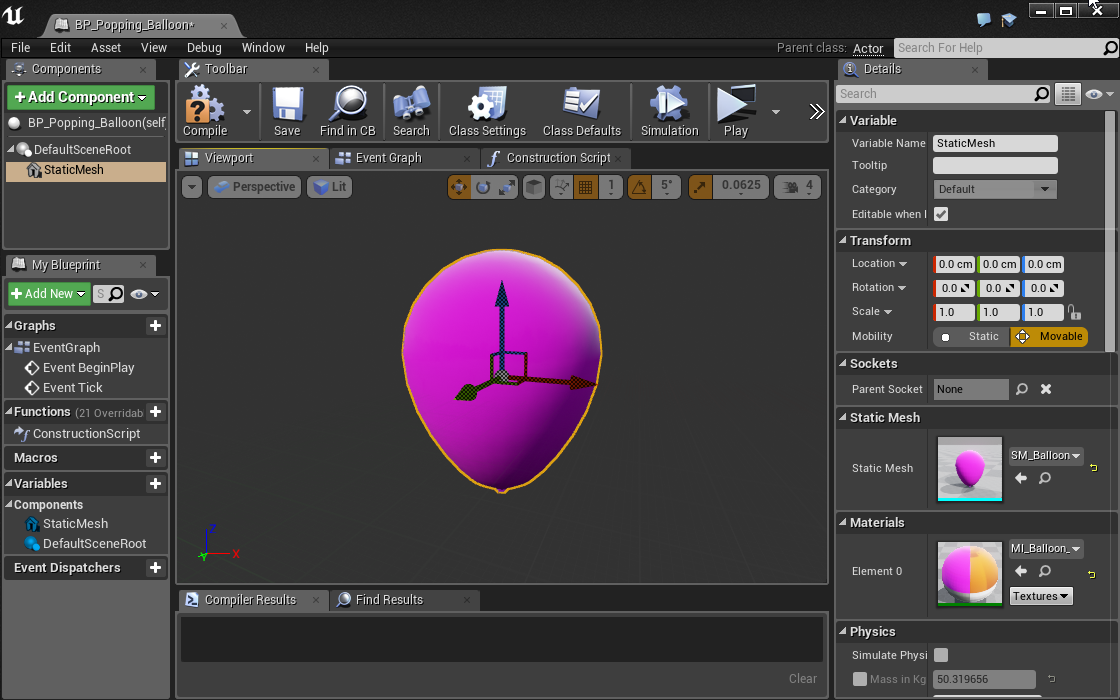 BP_Popping_Balloon*
File Edit Asset View Debug Window Help
Parent class: Actor
Search For Help
Components
Add Component
BP_Popping_Balloon(self
DefaultSceneRoot
StaticMesh
My Blueprint
Add New
S
Graphs
EventGraph
Event BeginPlay
Event Tick
Functions (21 Overridab
ConstructionScript
Macros
Variables
Components
StaticMesh
DefaultSceneRoot
Event Dispatchers
Toolbar
Compile Save Find in CB Search Class Settings Class Defaults Simulation Play
Viewport Event Graph Construction Script
Perspective Lit 1 5° 0.0625 4
Z
X
Y
Compiler Results Find Results
Clear
Details
Search
Variable
Variable Name StaticMesh
Tooltip
Category Default
Editable when I
Transform
Location 0.0 cm 0.0 cm 0.0 cm
Rotation 0.0 0.0 0.0
Scale 1.0 1.0 1.0
Mobility Static Movable
Sockets
Parent Socket None
Static Mesh
Static Mesh SM_Balloon
Materials
Element 0 MI_Balloon_
Textures
Physics
Simulate Physi
Mass in Kg 50.319656